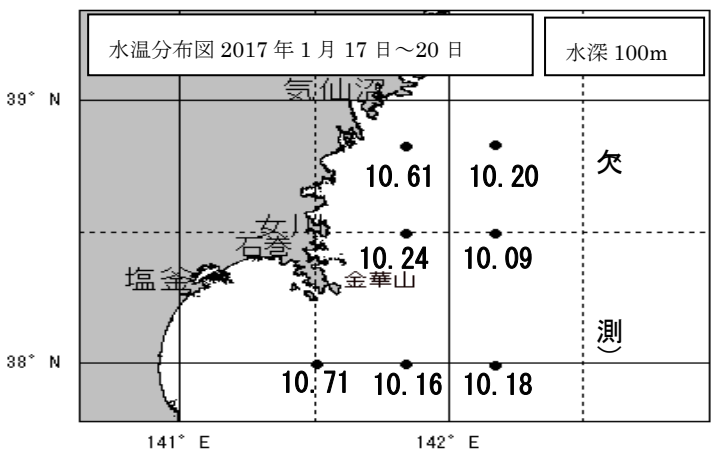 水温分布図 2017 年 1 月 17 日～20 日
水深 100m
気仙沼
39° N
10.61
10.20
欠
女川
石巻
10.24
10.09
塩釜
金華山
測）
38° N
10.71
10.16
10.18
141° E
142° E